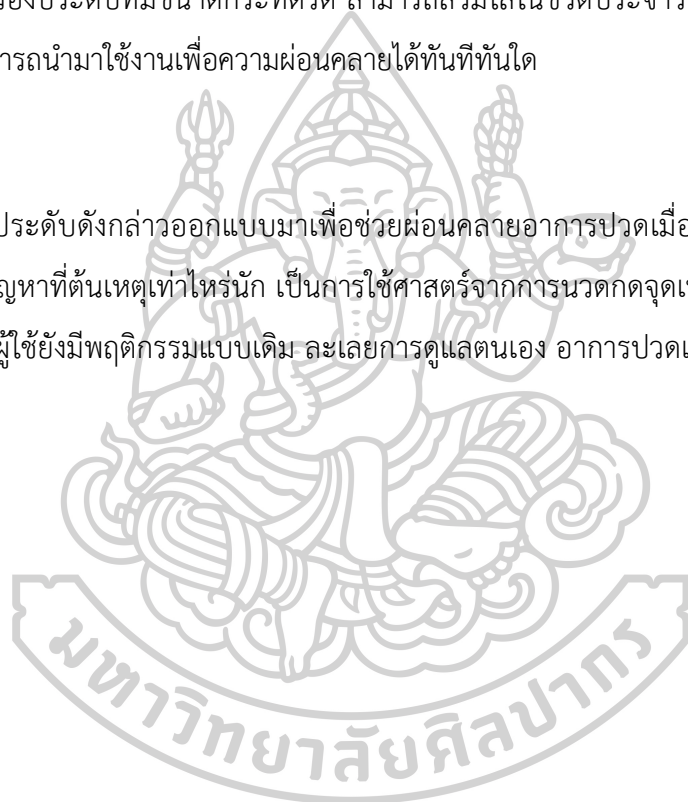 องประดับที่มีขนาดกระทัดรัด สามารถสวมใส่ในชีวิตประจำวั
ารถนำมาใช้งานเพื่อความผ่อนคลายได้ทันทีทันใด
ประดับดังกล่าวออกแบบมาเพื่อช่วยผ่อนคลายอาการปวดเมื่อ
ญหาที่ต้นเหตุเท่าไหร่นัก เป็นการใช้ศาสตร์จากการนวดกดจุดเ
ผู้ใช้ยังมีพฤติกรรมแบบเดิม ละเลยการดูแลตนเอง อาการปวดเ
มหาวิทยาลัยศิลปากร